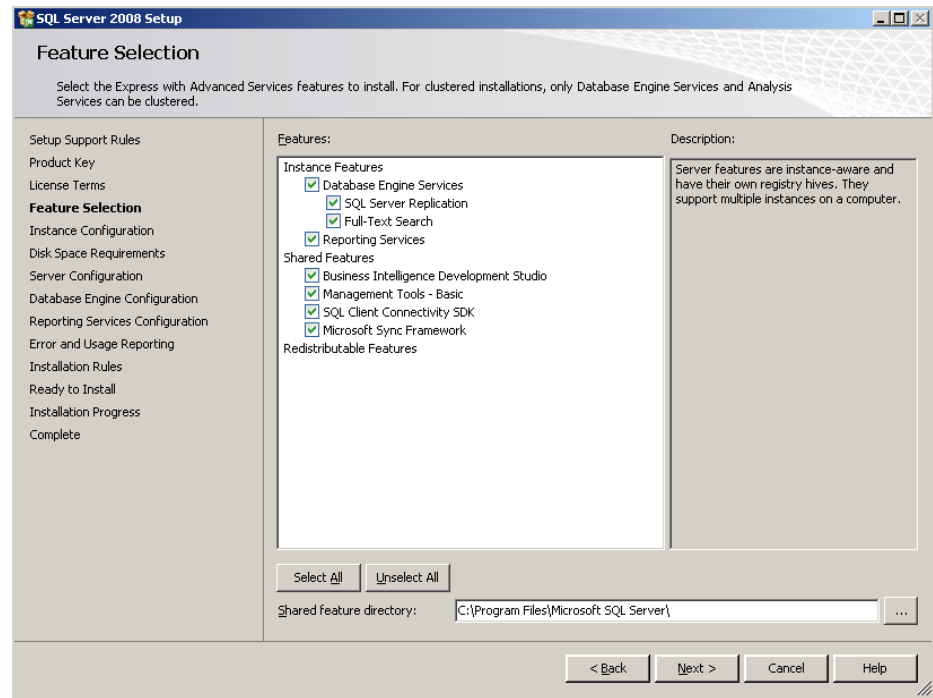 SQL Server 2008 Setup
Feature Selection
Select the Express with Advanced Services features to install. For clustered installations, only Database Engine Services and Analysis
Services can be clustered.
Setup Support Rules
Product Key
License Terms
Feature Selection
Instance Configuration
Disk Space Requirements
Server Configuration
Database Engine Configuration
Reporting Services Configuration
Error and Usage Reporting
Installation Rules
Ready to Install
Installation Progress
Complete
Features:
Instance Features
Database Engine Services
SQL Server Replication
Full-Text Search
Reporting Services
Shared Features
Business Intelligence Development Studio
Management Tools - Basic
SQL Client Connectivity SDK
Microsoft Sync Framework
Redistributable Features
Description:
Server features are instance-aware and
have their own registry hives. They
support multiple instances on a computer.
Select All
Unselect All
Shared feature directory:
C:\Program Files\Microsoft SQL Server\
...
< Back
Next >
Cancel
Help